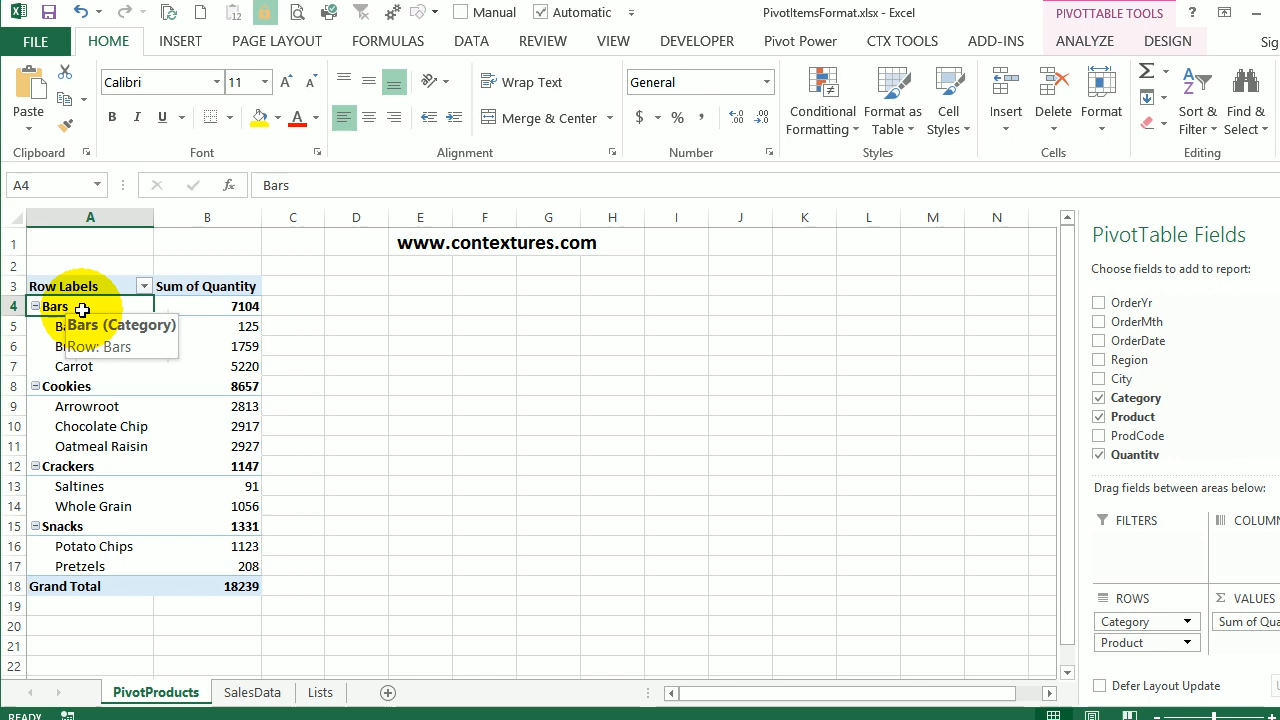 Manual
Automatic
PivotItemsFormat.xlsx - Excel
PIVOTTABLE TOOLS
?
FILE
HOME
INSERT
PAGE LAYOUT
FORMULAS
DATA
REVIEW
VIEW
DEVELOPER
Pivot Power
CTX TOOLS
ADD-INS
ANALYZE
DESIGN
Sig
Paste
Calibri
11
B I U
Wrap Text
Merge & Center
General
$ % ,
Conditional
Formatting
Format as
Table
Cell
Styles
Insert
Delete
Format
Sort &
Filter
Find &
Select
Clipboard
Font
Alignment
Number
Styles
Cells
Editing
A4
fx
Bars
A B C D E F G H I J K L M N
1 www.contextures.com
2
3 Row Labels Sum of Quantity
4 Bars 7104
5 Ba 125
Bars (Category)
6 1759
Row: Bars
7 Carrot 5220
8 Cookies 8657
9 Arrowroot 2813
10 Chocolate Chip 2917
11 Oatmeal Raisin 2927
12 Crackers 1147
13 Saltines 91
14 Whole Grain 1056
15 Snacks 1331
16 Potato Chips 1123
17 Pretzels 208
18 Grand Total 18239
19
20
21
22
PivotTable Fields
Choose fields to add to report:
OrderYr
OrderMth
OrderDate
Region
City
Category
Product
ProdCode
Quantity
Drag fields between areas below:
FILTERS
COLUMN
ROWS
Σ VALUES
Category
Sum of Qua
Product
Defer Layout Update
PivotProducts
SalesData
Lists
READY